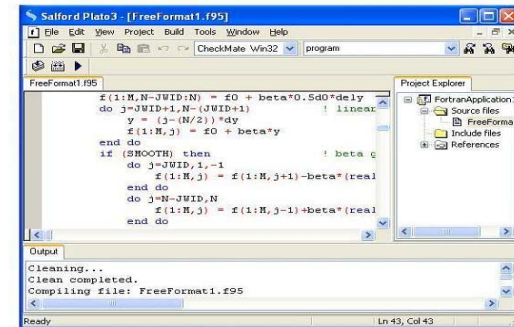 Salford Plato3 - [FreeFormat1.f95]
File Edit View Project Build Tools Window Help
CheckMate Win32 program
FreeFormat1.f95
f(1:M,N-JWID:N) = f0 + beta*0.5d0*dely
do j=JWID+1,N-(JWID+1) ! linear
y = (j-(N/2))*dy
f(1:M,j) = f0 + beta*y
end do
if (SMOOTH) then ! beta g
do j=JWID,1,-1
f(1:M,j) = f(1:M,j+1)-beta*(real
end do
do j=N-JWID,N
f(1:M,j) = f(1:M,j-1)+beta*(real
end do
Project Explorer
FortranApplication1
Source files
FreeForma
Include files
References
Output
Cleaning...
Clean completed.
Compiling file: FreeFormat1.f95
Ready Ln 43, Col 43